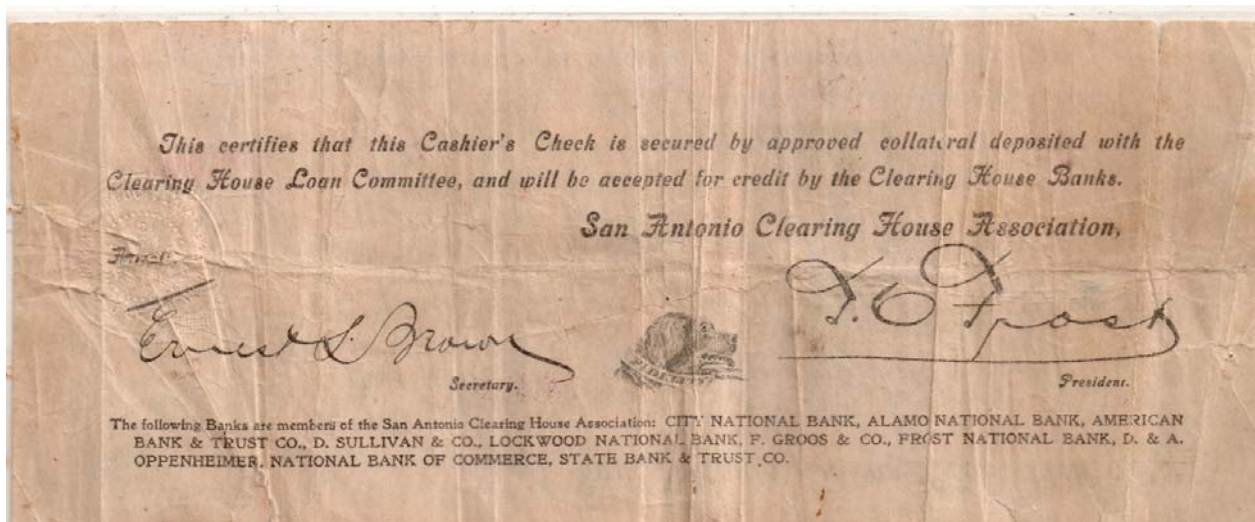 This certifies that this Cashier's Check is secured by approved collateral deposited with the
Clearing House Loan Committee, and will be accepted for credit by the Clearing House Banks.
San Antonio Clearing House Association,
Attest:
Ernest L. Brown
T. C. Frost
Secretary.
FIDELITY
President.
The following Banks are members of the San Antonio Clearing House Association: CITY NATIONAL BANK, ALAMO NATIONAL BANK, AMERICAN
BANK & TRUST CO., D. SULLIVAN & CO., LOCKWOOD NATIONAL BANK, F. GROOS & CO., FROST NATIONAL BANK, D. & A.
OPPENHEIMER, NATIONAL BANK OF COMMERCE, STATE BANK & TRUST CO.